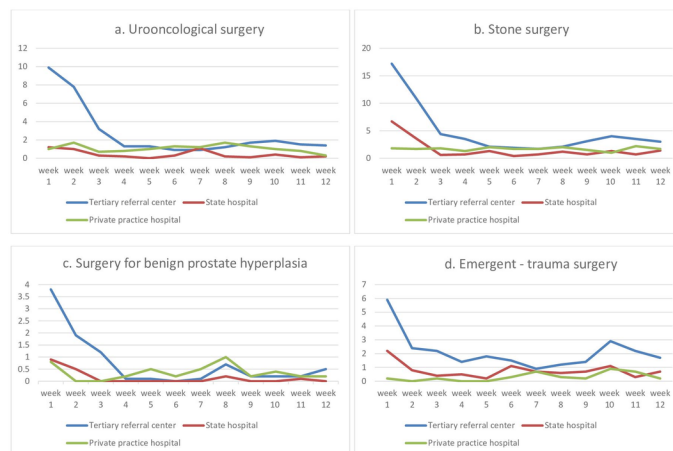 a. Urooncological surgery
12
10
8
6
4
2
0
week week week week week week week week week week week week
1 2 3 4 5 6 7 8 9 10 11 12
Tertiary referral center State hospital
Private practice hospital
b. Stone surgery
20
15
10
5
0
week week week week week week week week week week week week
1 2 3 4 5 6 7 8 9 10 11 12
Tertiary referral center State hospital
Private practice hospital
c. Surgery for benign prostate hyperplasia
4
3.5
3
2.5
2
1.5
1
0.5
0
week week week week week week week week week week week week
1 2 3 4 5 6 7 8 9 10 11 12
Tertiary referral center State hospital
Private practice hospital
d. Emergent - trauma surgery
7
6
5
4
3
2
1
0
week week week week week week week week week week week week
1 2 3 4 5 6 7 8 9 10 11 12
Tertiary referral center State hospital
Private practice hospital